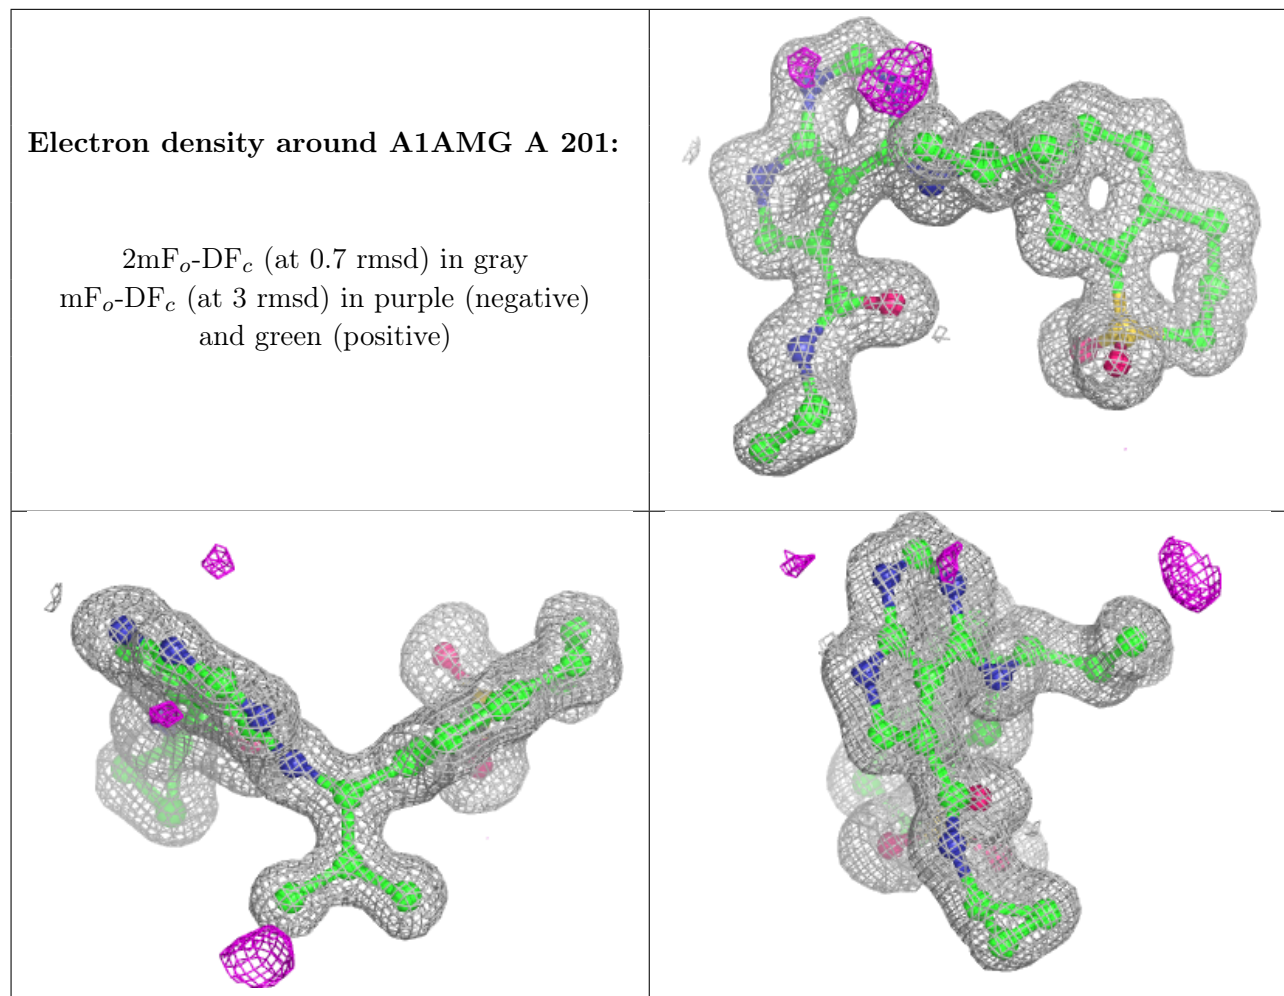 Electron density around A1AMG A 201:
2mFo-DFc (at 0.7 rmsd) in gray
mFo-DFc (at 3 rmsd) in purple (negative)
and green (positive)